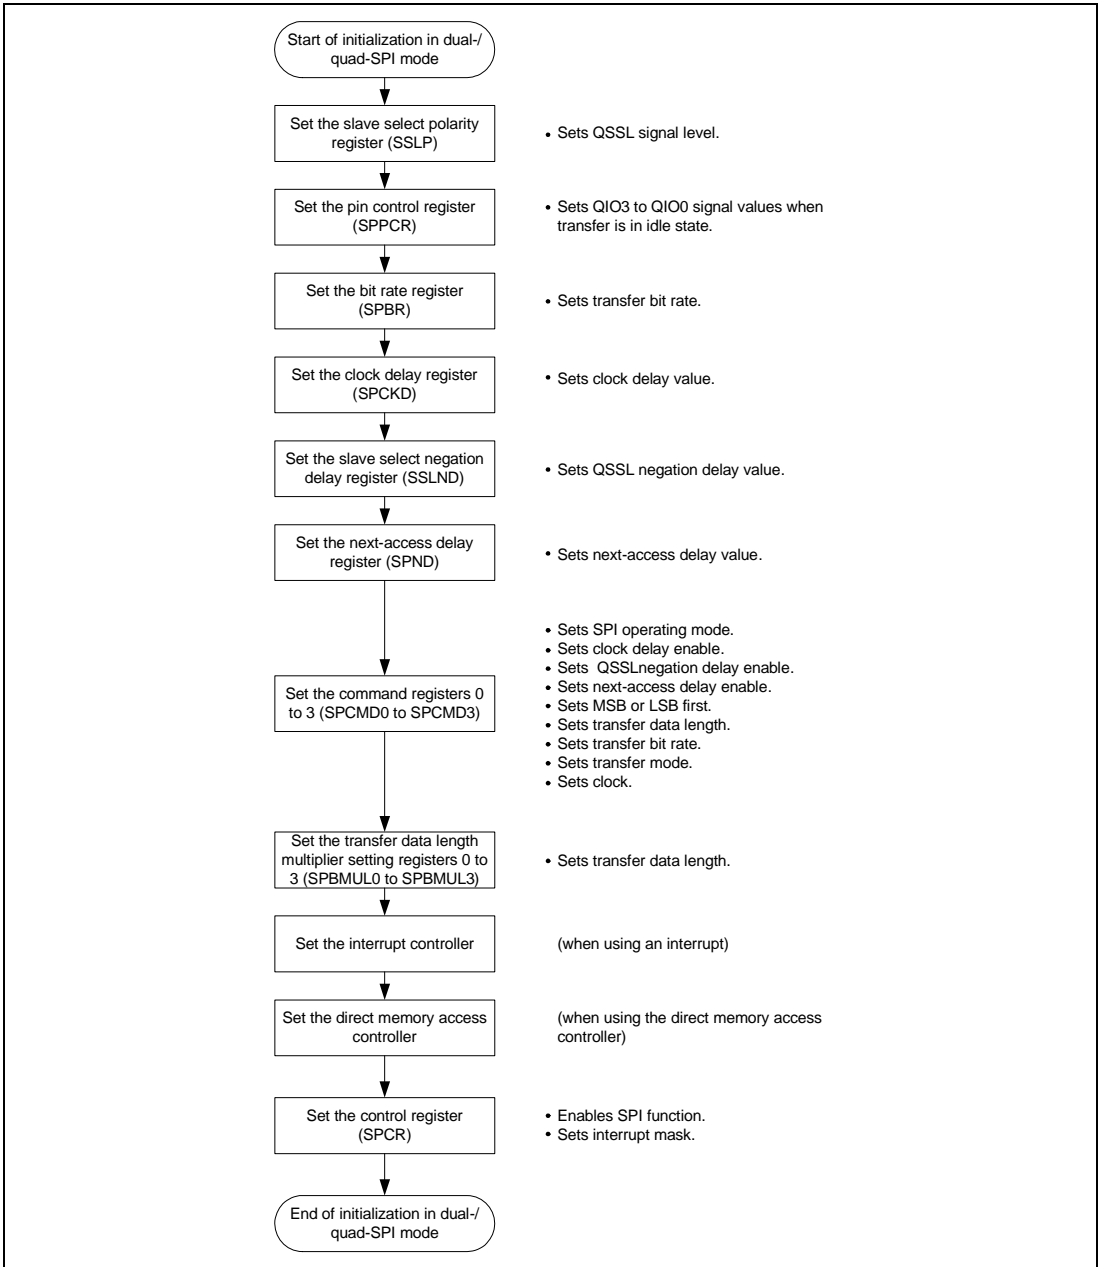 Start of initialization in dual-/
quad-SPI mode
Set the slave select polarity
register (SSLP)
• Sets QSSL signal level.
Set the pin control register
(SPPCR)
• Sets QIO3 to QIO0 signal values when
transfer is in idle state.
Set the bit rate register
(SPBR)
• Sets transfer bit rate.
Set the clock delay register
(SPCKD)
• Sets clock delay value.
Set the slave select negation
delay register (SSLND)
• Sets QSSL negation delay value.
Set the next-access delay
register (SPND)
• Sets next-access delay value.
Set the command registers 0
to 3 (SPCMD0 to SPCMD3)
• Sets SPI operating mode.
• Sets clock delay enable.
• Sets  QSSLnegation delay enable.
• Sets next-access delay enable.
• Sets MSB or LSB first.
• Sets transfer data length.
• Sets transfer bit rate.
• Sets transfer mode.
• Sets clock.
Set the transfer data length
multiplier setting registers 0 to
3 (SPBMUL0 to SPBMUL3)
• Sets transfer data length.
Set the interrupt controller
(when using an interrupt)
Set the direct memory access
controller
(when using the direct memory access
controller)
Set the control register
(SPCR)
• Enables SPI function.
• Sets interrupt mask.
End of initialization in dual-/
quad-SPI mode